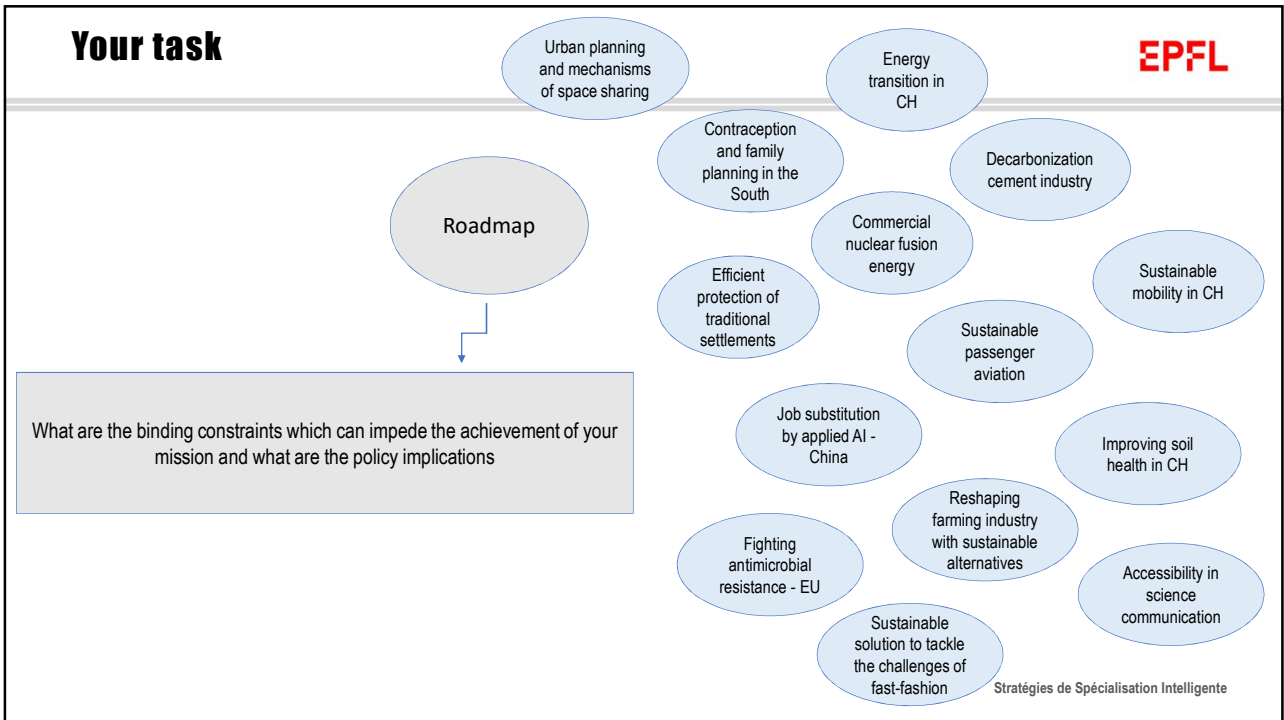 Your task
EPFL
Urban planning
and mechanisms
of space sharing
Energy
transition in
CH
Contraception
and family
planning in the
South
Decarbonization
cement industry
Roadmap
Commercial
nuclear fusion
energy
Efficient
protection of
traditional
settlements
Sustainable
mobility in CH
Sustainable
passenger
aviation
What are the binding constraints which can impede the achievement of your
mission and what are the policy implications
Job substitution
by applied AI -
China
Improving soil
health in CH
Reshaping
farming industry
with sustainable
alternatives
Fighting
antimicrobial
resistance - EU
Accessibility in
science
communication
Sustainable
solution to tackle
the challenges of
fast-fashion
Stratégies de Spécialisation Intelligente